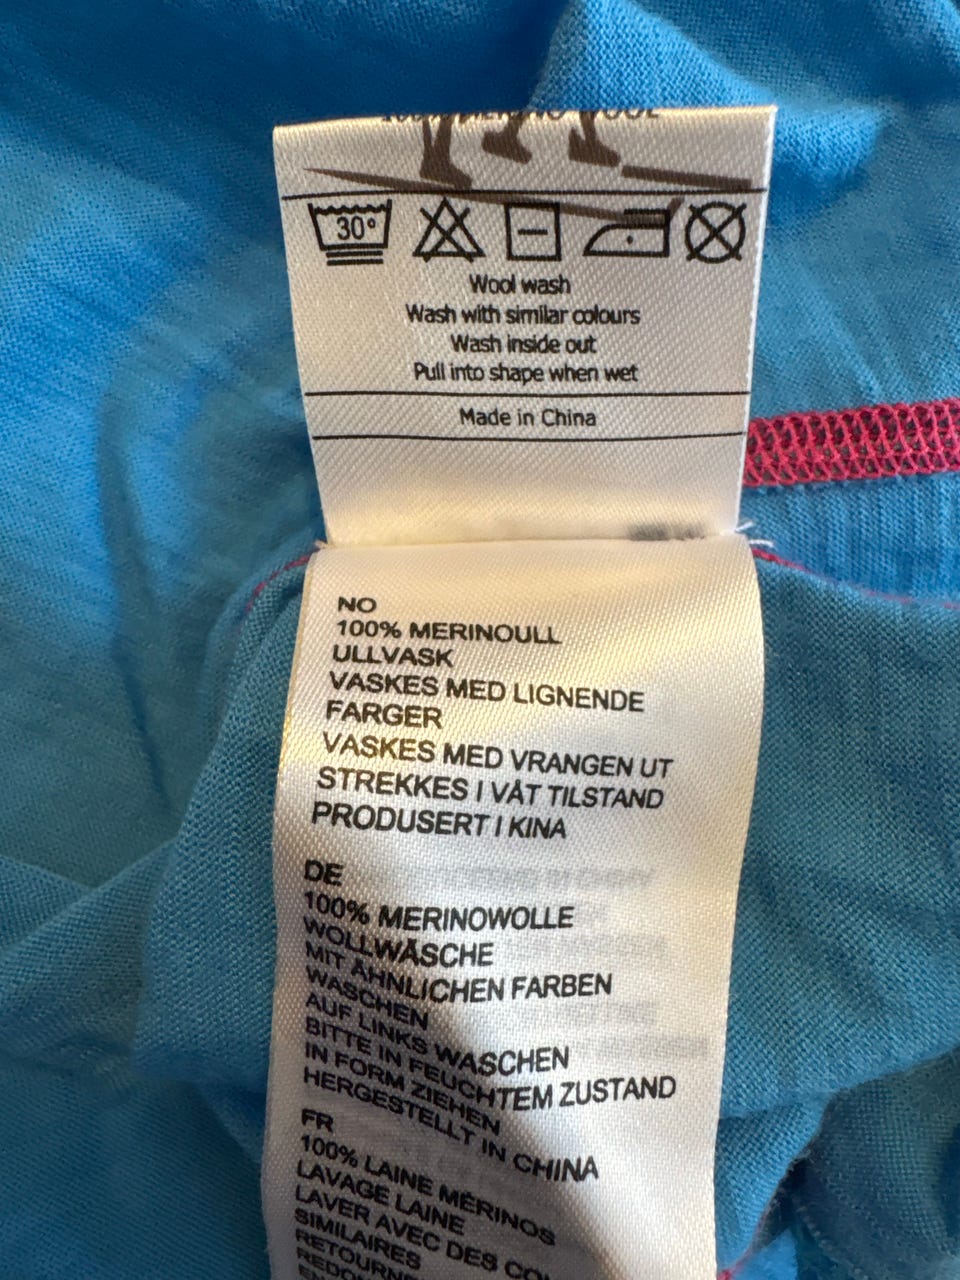 30°
Wool wash
Wash with similar colours
Wash inside out
Pull into shape when wet
Made in China
NO
100% MERINOULL
ULLVASK
VASKES MED LIGNENDE
FARGER
VASKES MED VRANGEN UT
STREKKES I VÅT TILSTAND
PRODUSERT I KINA
DE
100% MERINOWOLLE
WOLLWÄSCHE
MIT ÄHNLICHEN FARBEN
WASCHEN
AUF LINKS WASCHEN
BITTE IN FEUCHTEM ZUSTAND
IN FORM ZIEHEN
HERGESTELLT IN CHINA
FR
100% LAINE MÉRINOS
LAVAGE LAINE
LAVER AVEC DES
SIMILAIRES